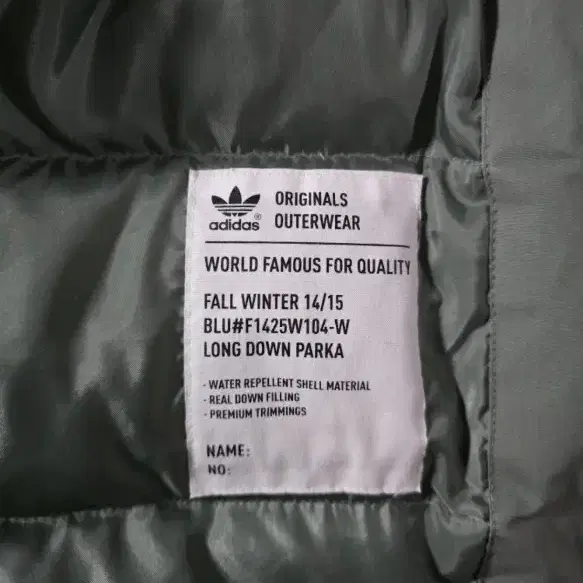 adidas®
ORIGINALS
OUTERWEAR
WORLD FAMOUS FOR QUALITY
FALL WINTER 14/15
BLU#F1425W104-W
LONG DOWN PARKA
· WATER REPELLENT SHELL MATERIAL
· REAL DOWN FILLING
· PREMIUM TRIMMINGS
NAME:
NO: